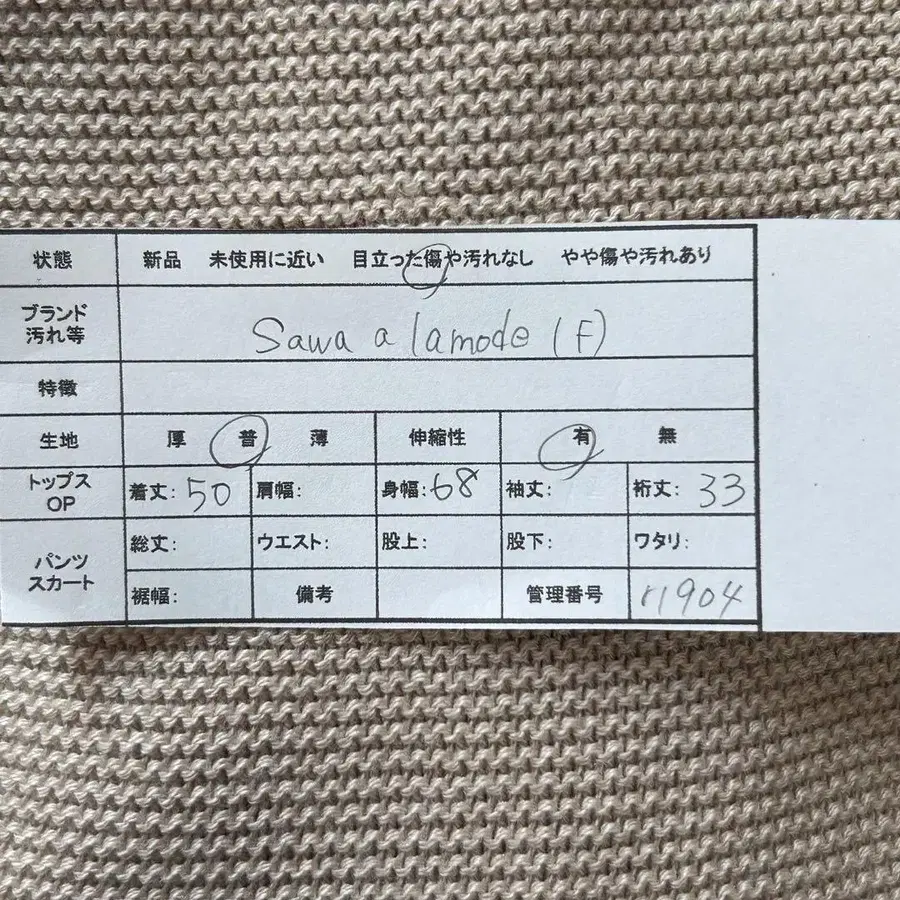 状態 新品 未使用に近い 目立った傷や汚れなし やや傷や汚れあり
ブランド
汚れ等
Sawa a lamode (F)
特徴
生地 厚 普 薄 伸縮性 有 無
トップス
OP
着丈: 50 肩幅: 身幅: 68 袖丈: 裄丈: 33
パンツ
スカート
総丈: ウエスト: 股上: 股下: ワタリ:
裾幅: 備考 管理番号 r1904